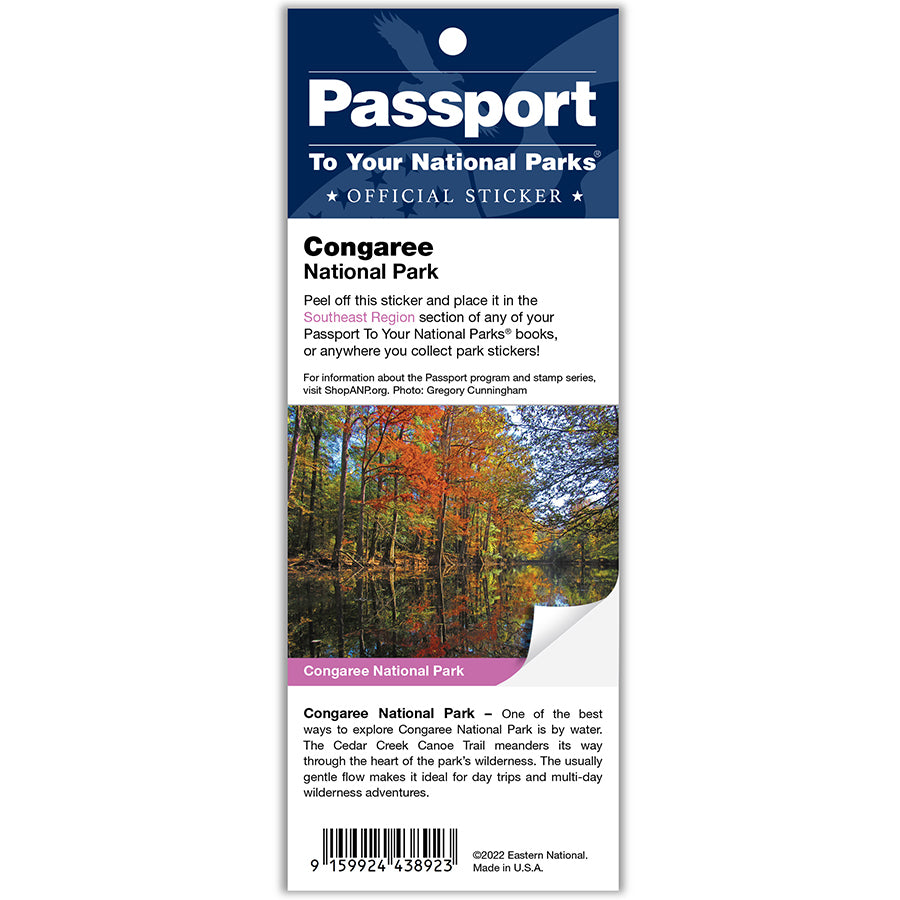 Passport
To Your National Parks®
★ OFFICIAL STICKER ★
Congaree
National Park
Peel off this sticker and place it in the
Southeast Region section of any of your
Passport To Your National Parks® books,
or anywhere you collect park stickers!
For information about the Passport program and stamp series,
visit ShopANP.org. Photo: Gregory Cunningham
Congaree National Park
Congaree National Park – One of the best
ways to explore Congaree National Park is by water.
The Cedar Creek Canoe Trail meanders its way
through the heart of the park's wilderness. The usually
gentle flow makes it ideal for day trips and multi-day
wilderness adventures.
9 159924 438923
©2022 Eastern National.
Made in U.S.A.